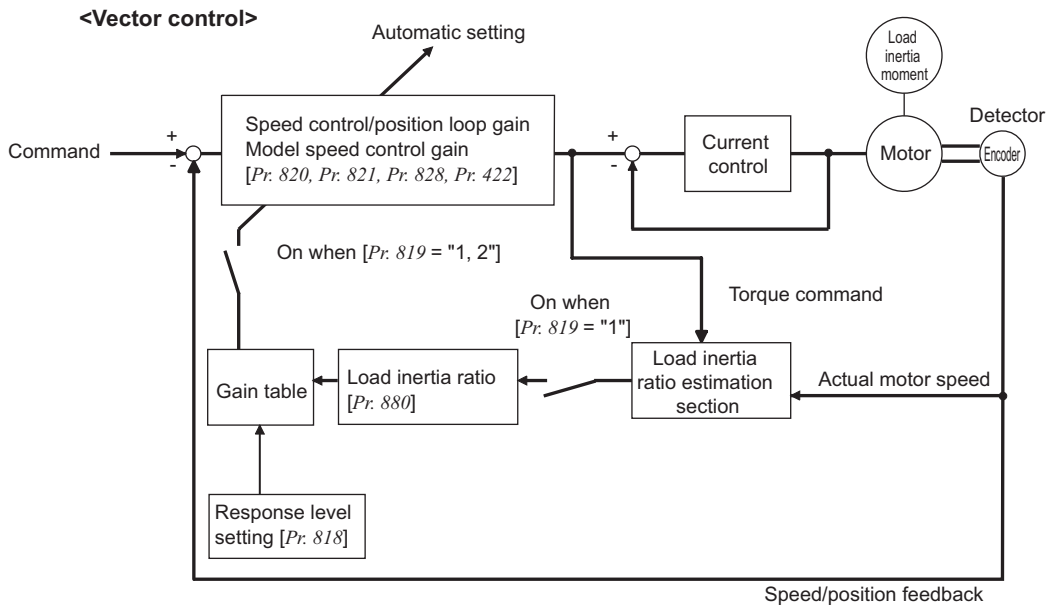 <Vector control>
Automatic setting
Load
inertia
moment
Detector
Command
+
-
Speed control/position loop gain
Model speed control gain
[Pr. 820, Pr. 821, Pr. 828, Pr. 422]
+
-
Current
control
Motor
Encoder
On when [Pr. 819 = "1, 2"]
Torque command
On when
[Pr. 819 = "1"]
Gain table
Load inertia ratio
[Pr. 880]
Load inertia
ratio estimation
section
Actual motor speed
Response level
setting [Pr. 818]
Speed/position feedback